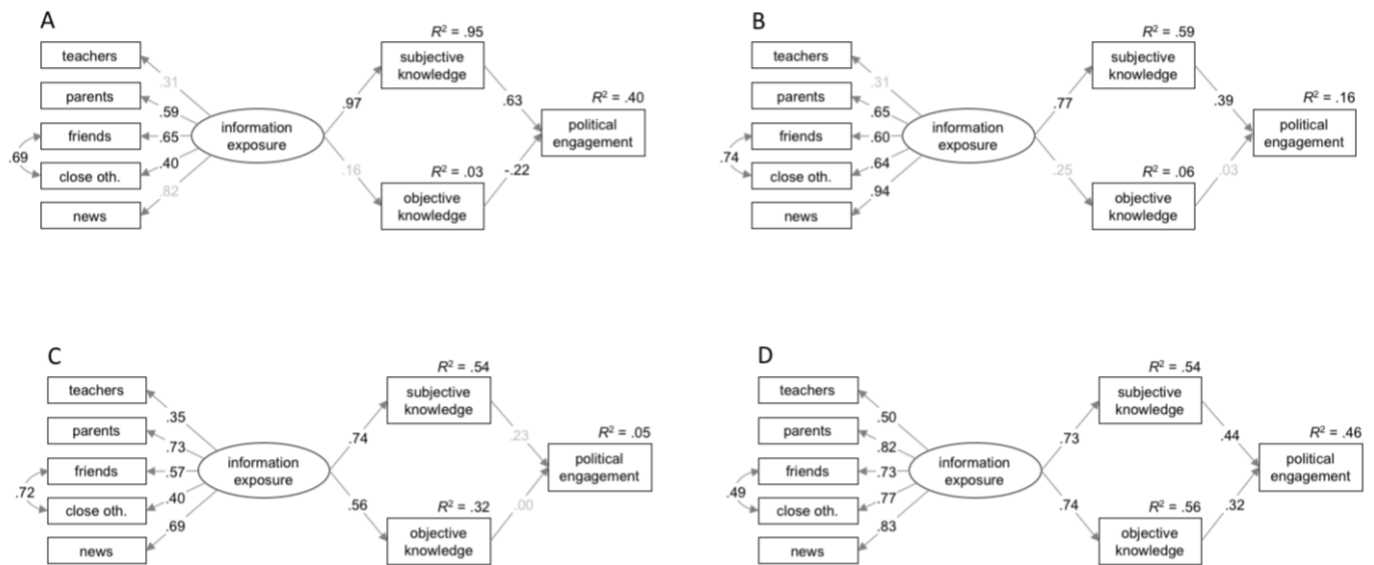 A
R² = .95
teachers
subjective
knowledge
.31
parents
.59
.97
.63
R² = .40
friends
.65
information
exposure
political
engagement
.69
close oth.
.40
.16
R² = .03
-.22
.82
news
objective
knowledge
B
R² = .59
teachers
subjective
knowledge
.31
parents
.65
.77
.39
R² = .16
friends
.60
information
exposure
political
engagement
.74
close oth.
.64
.25
R² = .06
.03
.94
news
objective
knowledge
C
R² = .54
teachers
subjective
knowledge
.35
parents
.73
.74
.23
R² = .05
friends
.57
information
exposure
political
engagement
.72
close oth.
.40
.56
R² = .32
.00
.69
news
objective
knowledge
D
R² = .54
teachers
subjective
knowledge
.50
parents
.82
.73
.44
R² = .46
friends
.73
information
exposure
political
engagement
.49
close oth.
.77
.74
R² = .56
.32
.83
news
objective
knowledge